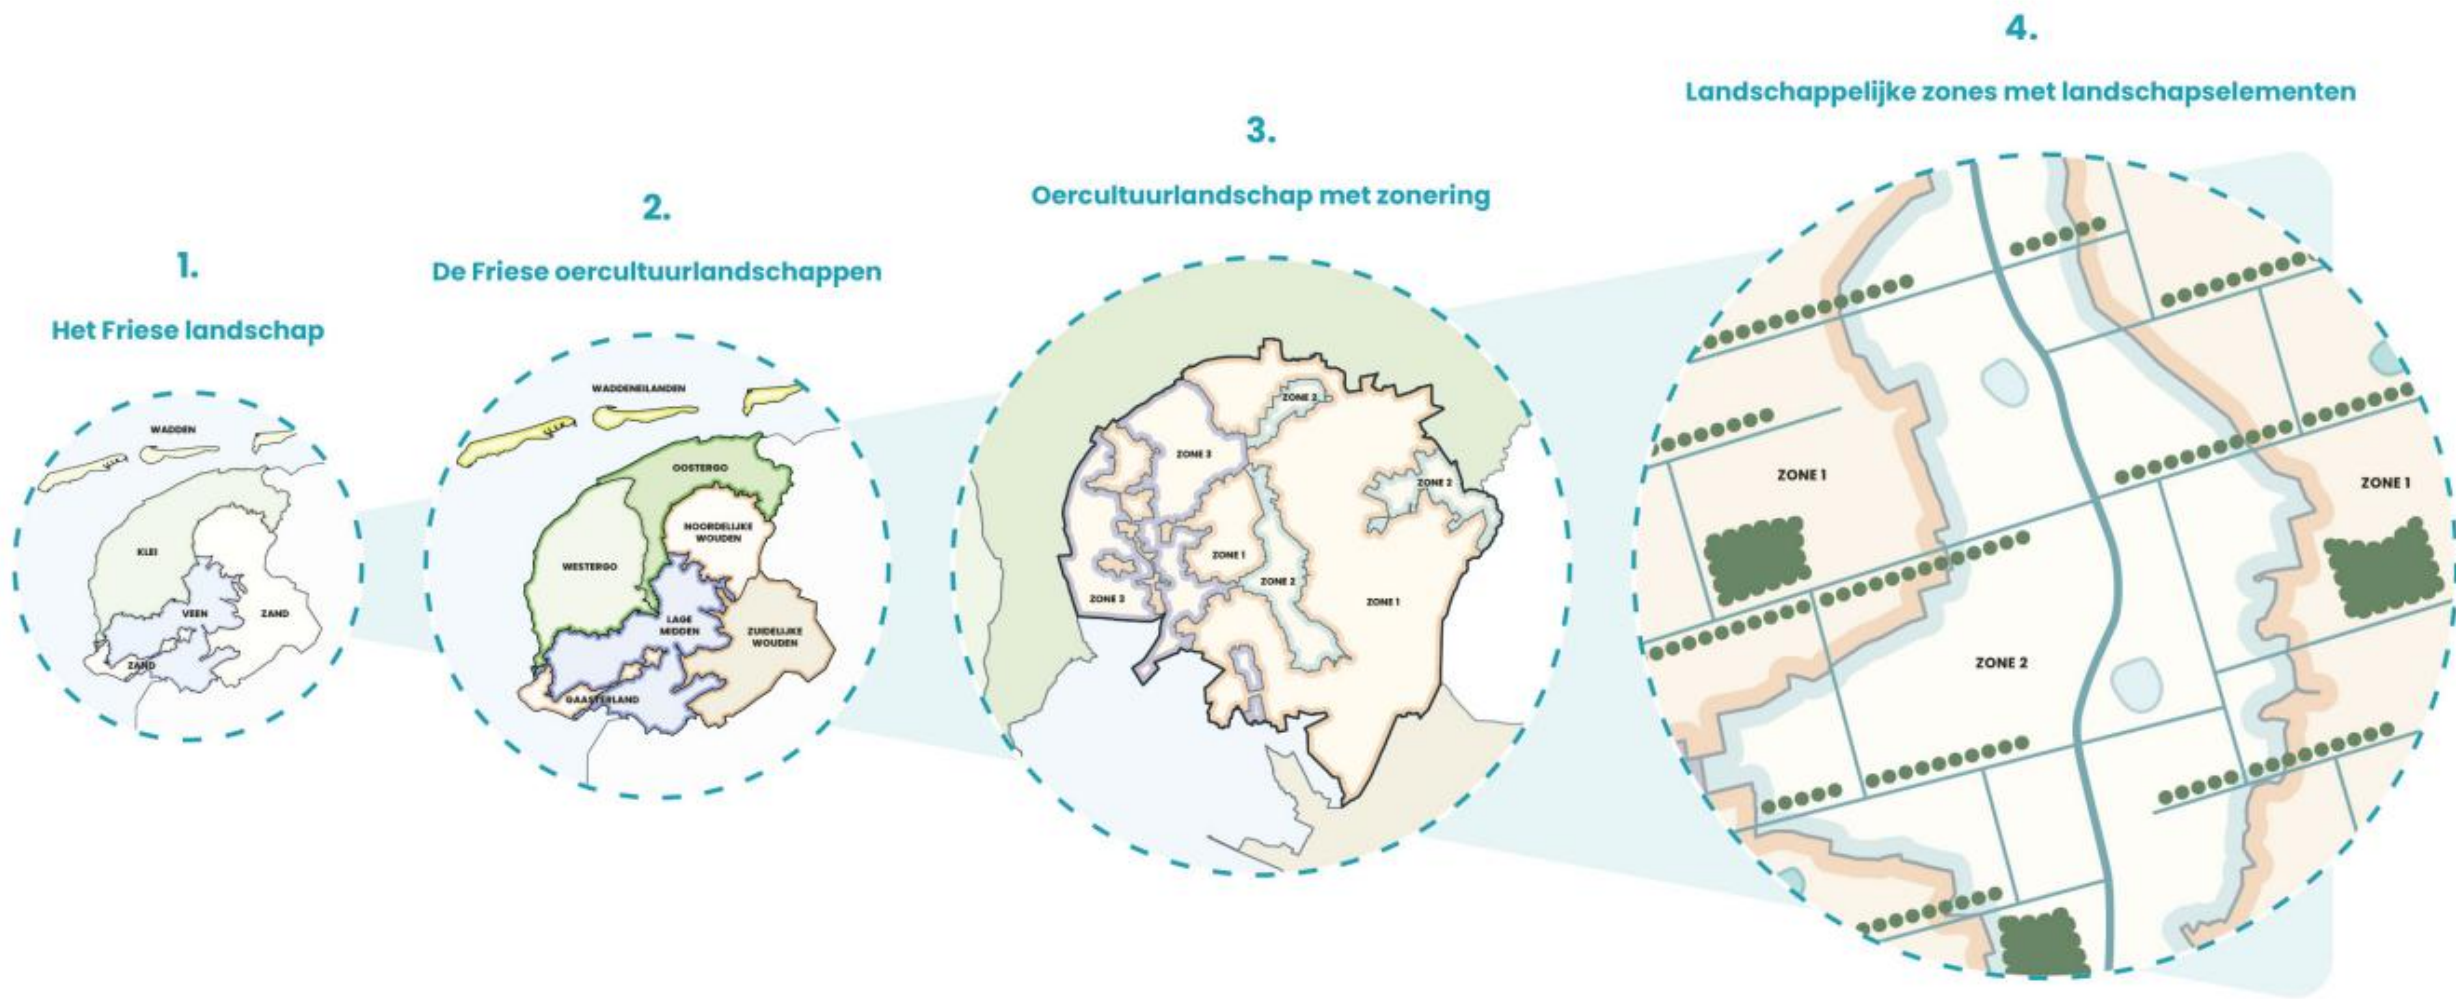 1.
Het Friese landschap
WADDEN
KLEI
VEEN
ZAND
ZAND
2.
De Friese oercultuurlandschappen
WADDENEILANDEN
OOSTERGO
NOORDELIJKE
WOUDEN
WESTERGO
LAGE
MIDDEN
ZUIDELIJKE
WOUDEN
GAASTERLAND
3.
Oercultuurlandschap met zonering
ZONE 2
ZONE 3
ZONE 2
ZONE 1
ZONE 2
ZONE 3
ZONE 1
4.
Landschappelijke zones met landschapselementen
ZONE 1
ZONE 1
ZONE 2